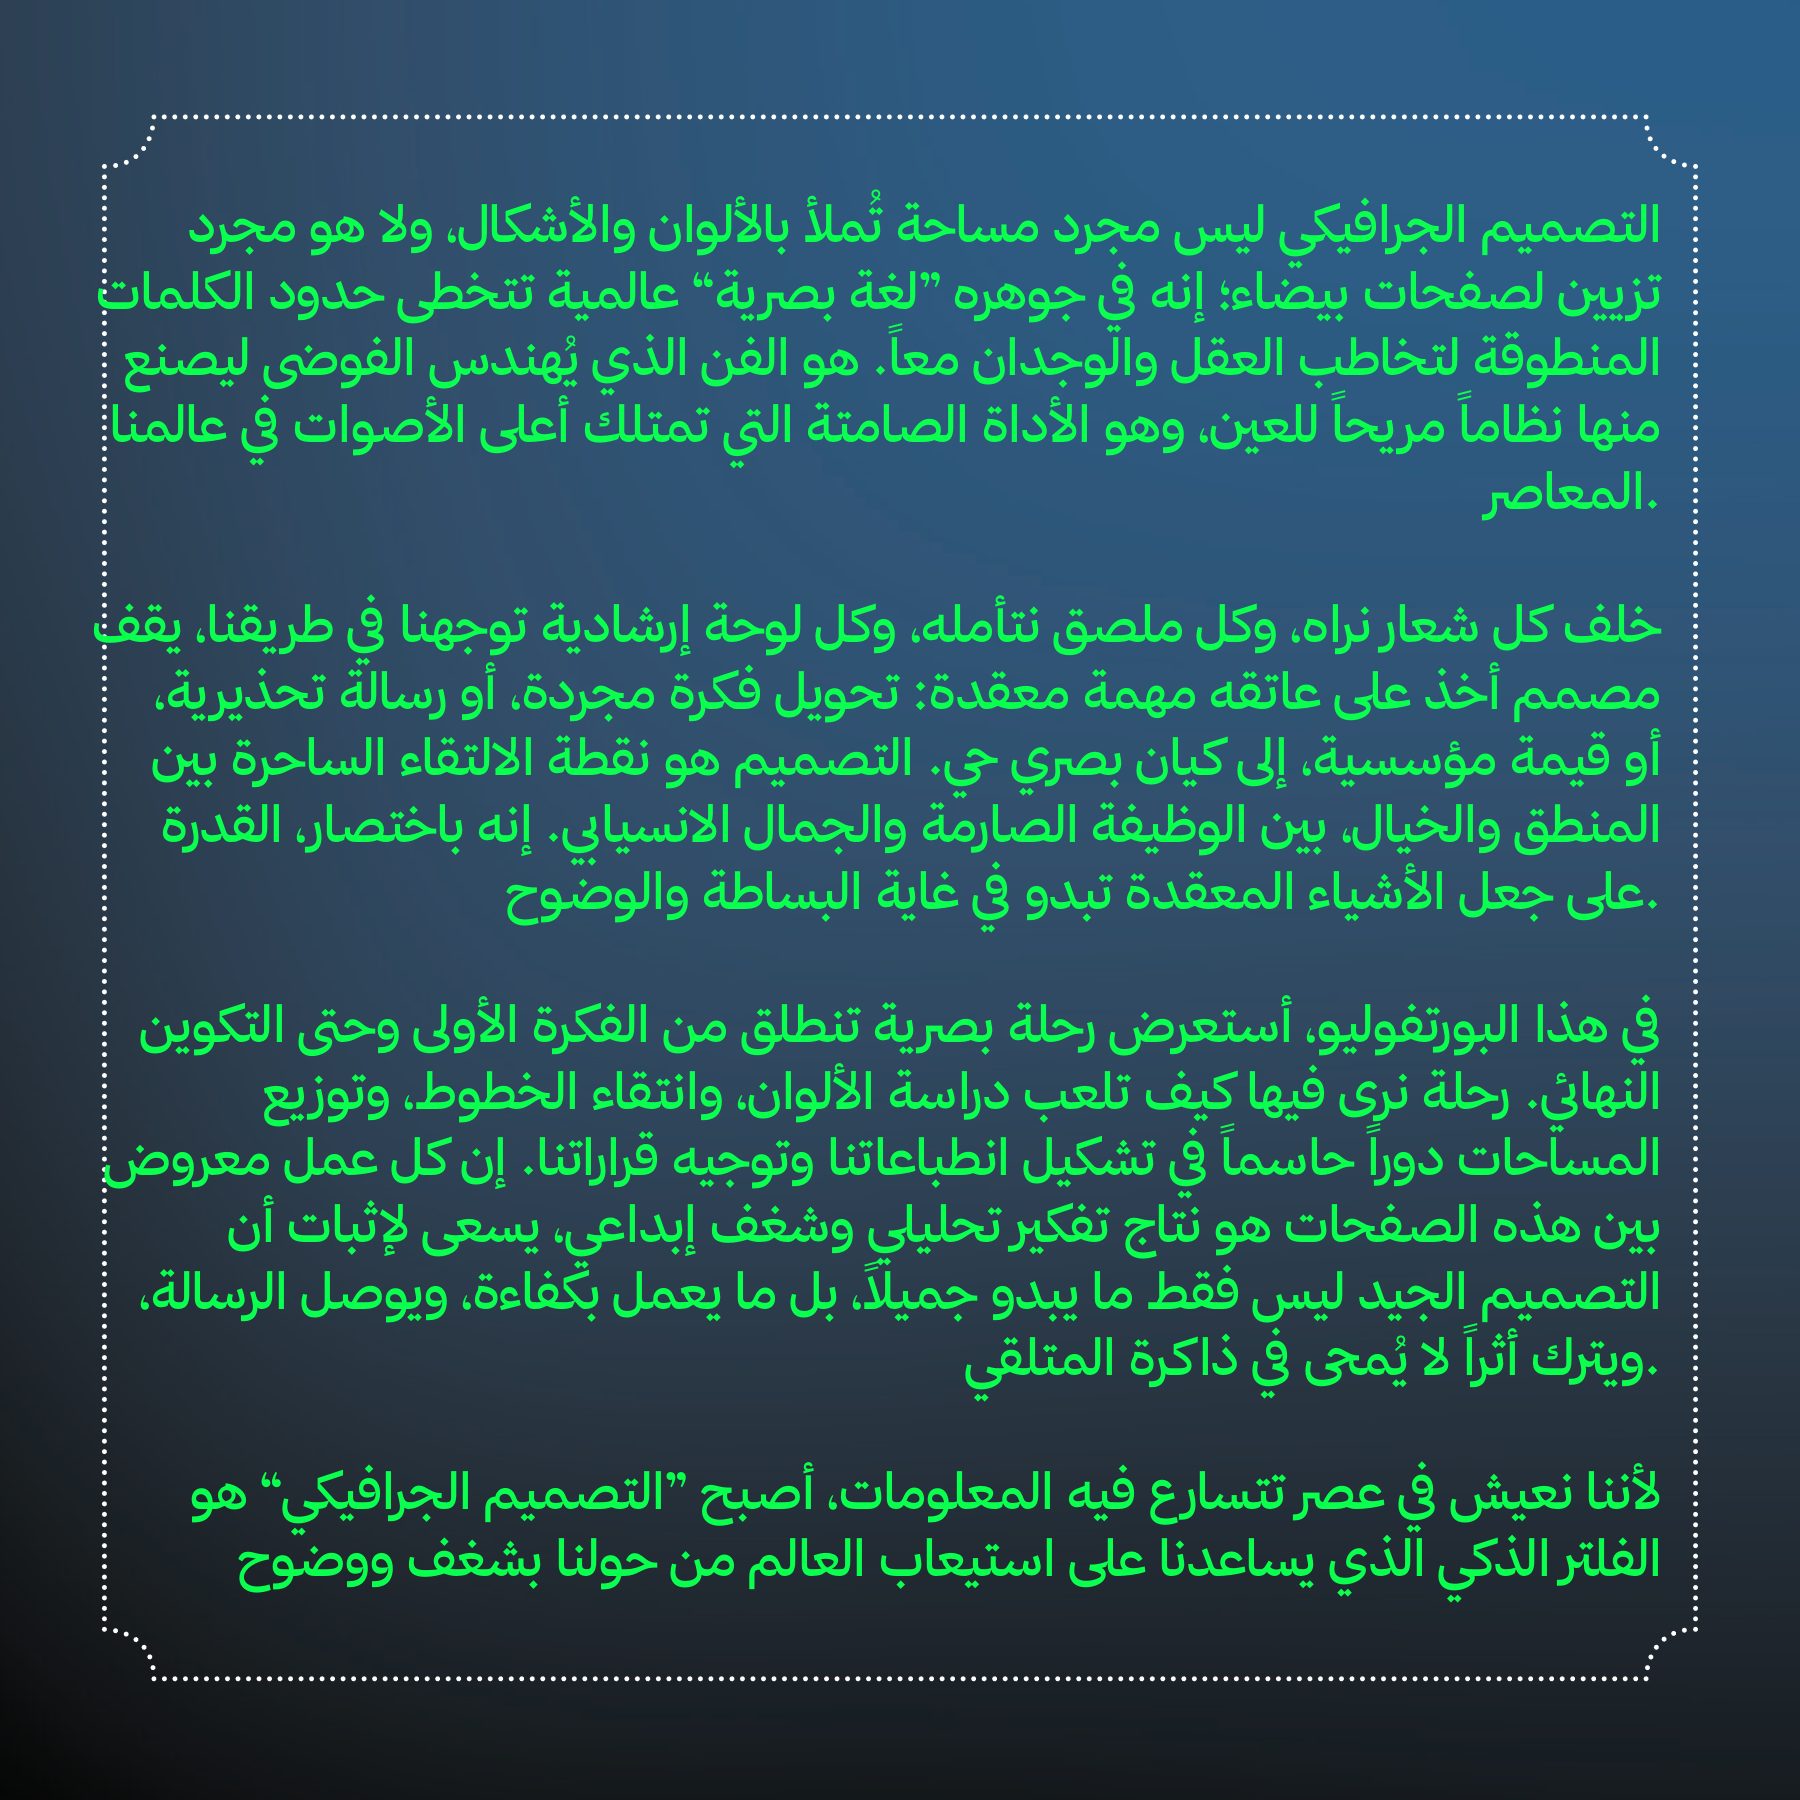 التصميم الجرافيكي ليس مجرد مساحة تُملأ بالألوان والأشكال، ولا هو مجرد
تزيين لصفحات بيضاء؛ إنه في جوهره ”لغة بصرية“ عالمية تتخطى حدود الكلمات
المنطوقة لتخاطب العقل والوجدان معاً. هو الفن الذي يُهندس الفوضى ليصنع
منها نظاماً مريحاً للعين، وهو الأداة الصامتة التي تمتلك أعلى الأصوات في عالمنا
.المعاصر
خلف كل شعار نراه، وكل ملصق نتأمله، وكل لوحة إرشادية توجهنا في طريقنا، يقف
مصمم أخذ على عاتقه مهمة معقدة: تحويل فكرة مجردة، أو رسالة تحذيرية،
أو قيمة مؤسسية، إلى كيان بصري حي. التصميم هو نقطة الالتقاء الساحرة بين
المنطق والخيال، بين الوظيفة الصارمة والجمال الانسيابي. إنه باختصار، القدرة
.على جعل الأشياء المعقدة تبدو في غاية البساطة والوضوح
في هذا البورتفوليو، أستعرض رحلة بصرية تنطلق من الفكرة الأولى وحتى التكوين
النهائي. رحلة نرى فيها كيف تلعب دراسة الألوان، وانتقاء الخطوط، وتوزيع
المساحات دوراً حاسماً في تشكيل انطباعاتنا وتوجيه قراراتنا. إن كل عمل معروض
بين هذه الصفحات هو نتاج تفكير تحليلي وشغف إبداعي، يسعى لإثبات أن
التصميم الجيد ليس فقط ما يبدو جميلاً، بل ما يعمل بكفاءة، ويوصل الرسالة،
.ويترك أثراً لا يُمحى في ذاكرة المتلقي
لأننا نعيش في عصر تتسارع فيه المعلومات، أصبح ”التصميم الجرافيكي“ هو
الفلتر الذكي الذي يساعدنا على استيعاب العالم من حولنا بشغف ووضوح